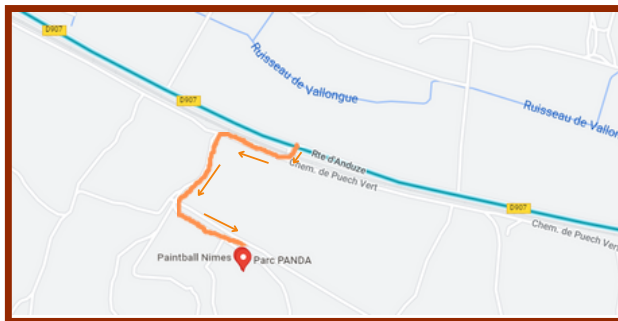 D907
Ruisseau de Vallongue
D907
Ruisseau de Vallon
Rte d'Anduze
Chem. de Puech Vert
D907
Chem. de Puech Vert
Paintball Nimes
Parc PANDA